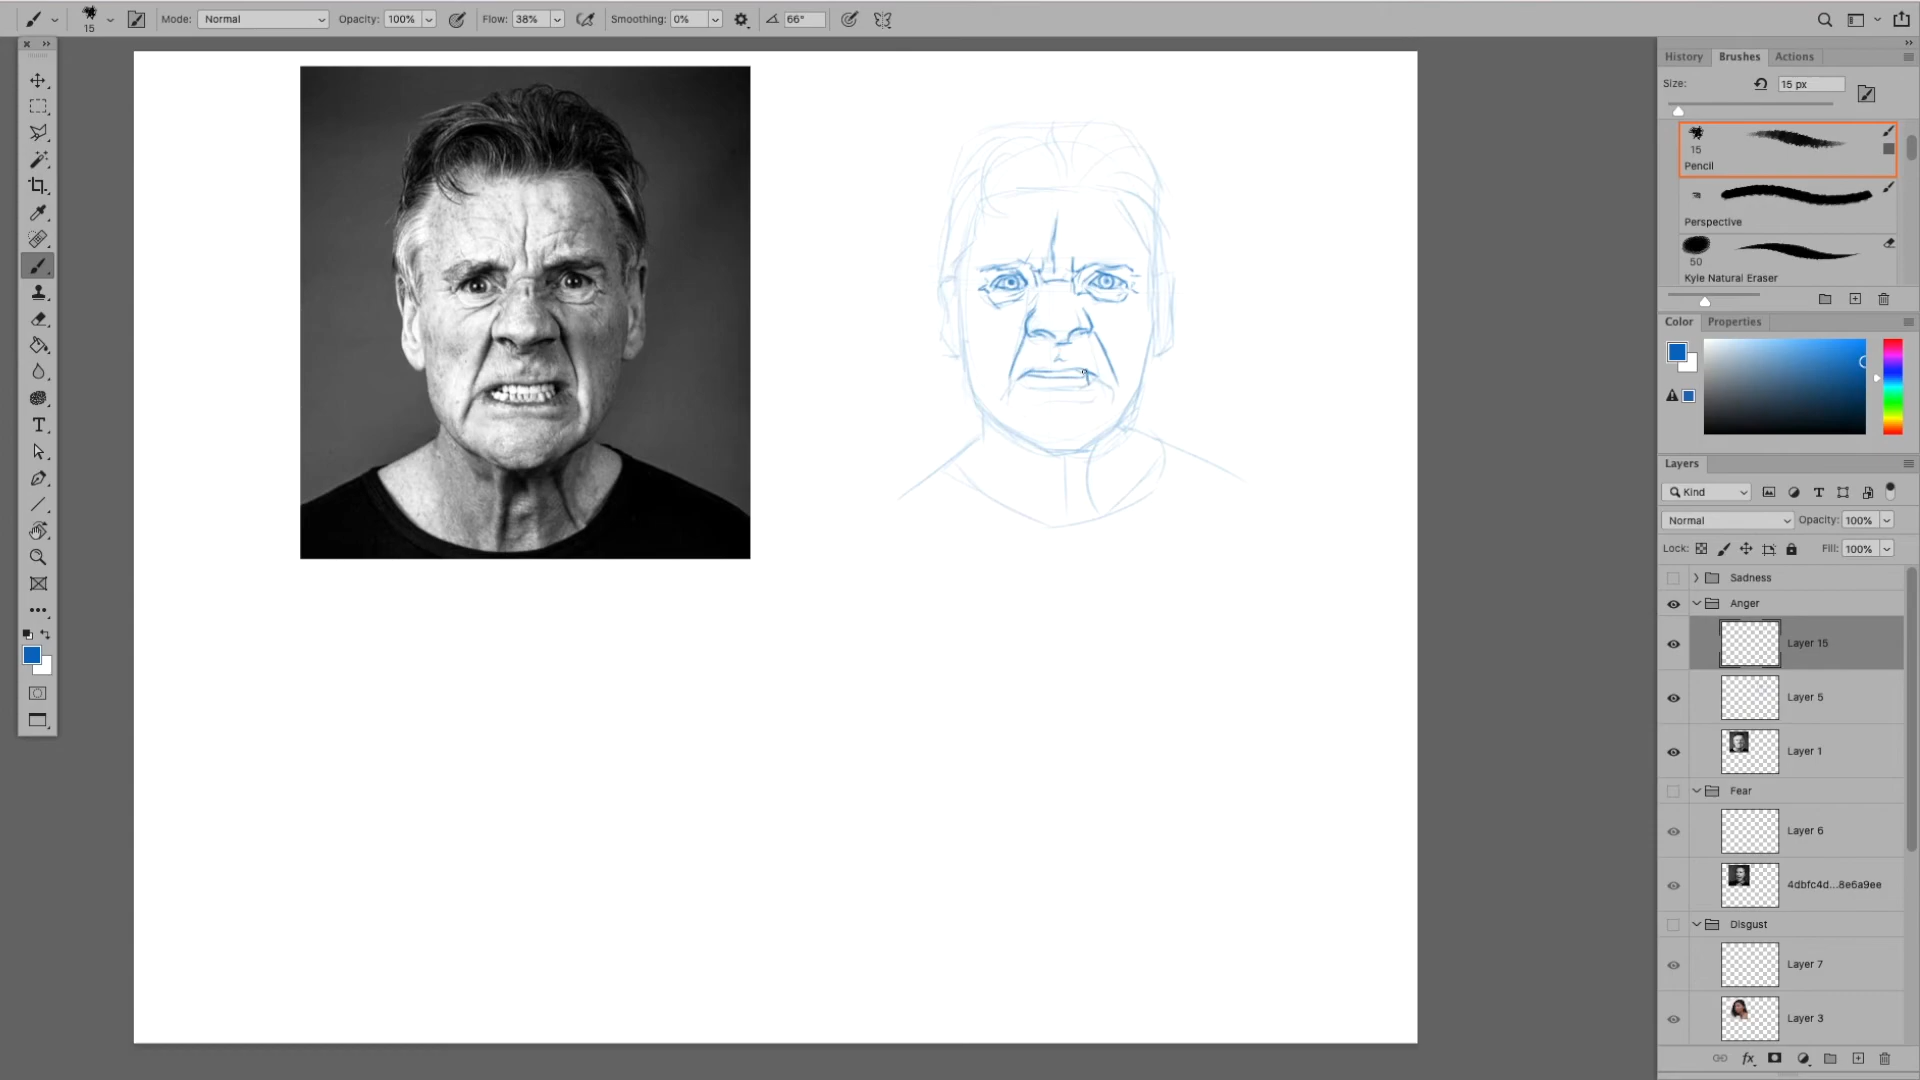 15
Mode: Normal
Opacity: 100%
Flow: 38%
Smoothing: 0%
66°
History
Brushes
Actions
Size: 15 px
15
Pencil
Perspective
50
Kyle Natural Eraser
Color
Properties
Layers
Kind
Normal
Opacity: 100%
Lock:
Fill: 100%
Sadness
Anger
Layer 15
Layer 5
Layer 1
Fear
Layer 6
4dbfc4d...8e6a9ee
Disgust
Layer 7
Layer 3
fx